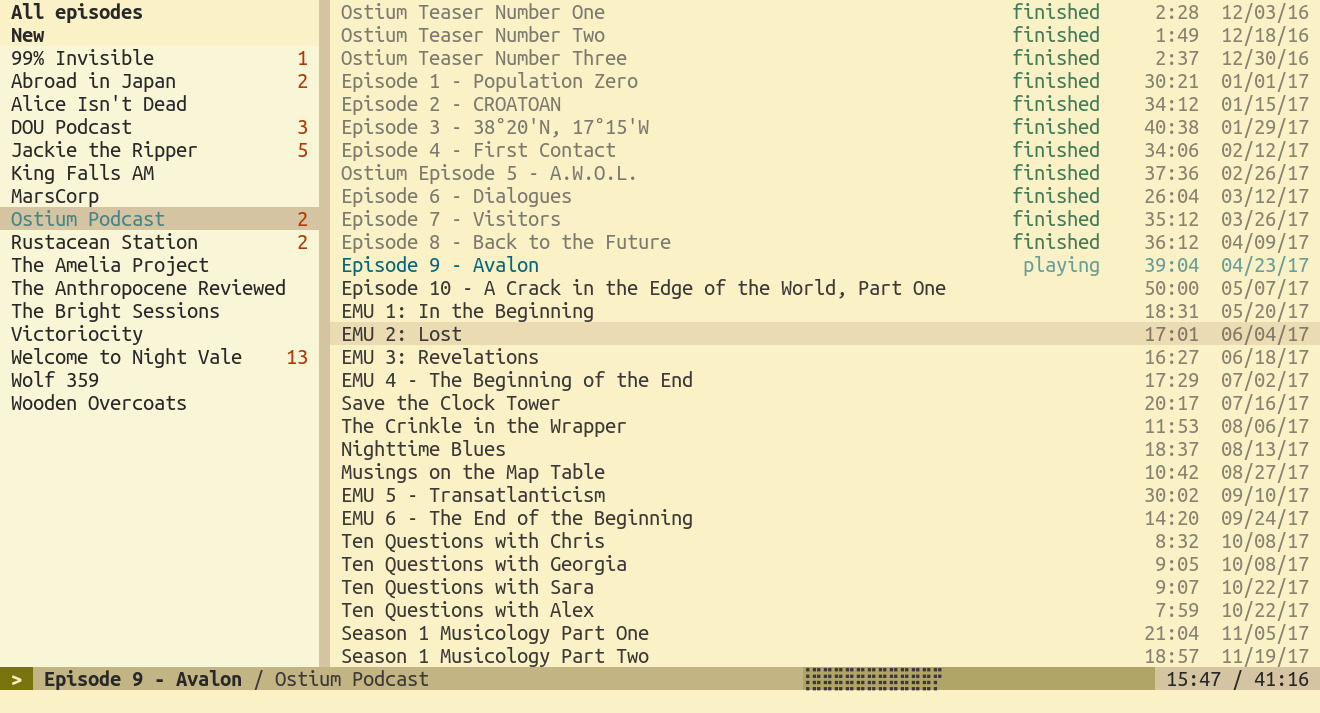 All episodes
New
99% Invisible 1
Abroad in Japan 2
Alice Isn't Dead
DOU Podcast 3
Jackie the Ripper 5
King Falls AM
MarsCorp
Ostium Podcast 2
Rustacean Station 2
The Amelia Project
The Anthropocene Reviewed
The Bright Sessions
Victoriocity
Welcome to Night Vale 13
Wolf 359
Wooden Overcoats
Ostium Teaser Number One finished 2:28 12/03/16
Ostium Teaser Number Two finished 1:49 12/18/16
Ostium Teaser Number Three finished 2:37 12/30/16
Episode 1 - Population Zero finished 30:21 01/01/17
Episode 2 - CROATOAN finished 34:12 01/15/17
Episode 3 - 38°20'N, 17°15'W finished 40:38 01/29/17
Episode 4 - First Contact finished 34:06 02/12/17
Ostium Episode 5 - A.W.O.L. finished 37:36 02/26/17
Episode 6 - Dialogues finished 26:04 03/12/17
Episode 7 - Visitors finished 35:12 03/26/17
Episode 8 - Back to the Future finished 36:12 04/09/17
Episode 9 - Avalon playing 39:04 04/23/17
Episode 10 - A Crack in the Edge of the World, Part One 50:00 05/07/17
EMU 1: In the Beginning 18:31 05/20/17
EMU 2: Lost 17:01 06/04/17
EMU 3: Revelations 16:27 06/18/17
EMU 4 - The Beginning of the End 17:29 07/02/17
Save the Clock Tower 20:17 07/16/17
The Crinkle in the Wrapper 11:53 08/06/17
Nighttime Blues 18:37 08/13/17
Musings on the Map Table 10:42 08/27/17
EMU 5 - Transatlanticism 30:02 09/10/17
EMU 6 - The End of the Beginning 14:20 09/24/17
Ten Questions with Chris 8:32 10/08/17
Ten Questions with Georgia 9:05 10/08/17
Ten Questions with Sara 9:07 10/22/17
Ten Questions with Alex 7:59 10/22/17
Season 1 Musicology Part One 21:04 11/05/17
Season 1 Musicology Part Two 18:57 11/19/17
> Episode 9 - Avalon / Ostium Podcast 15:47 / 41:16